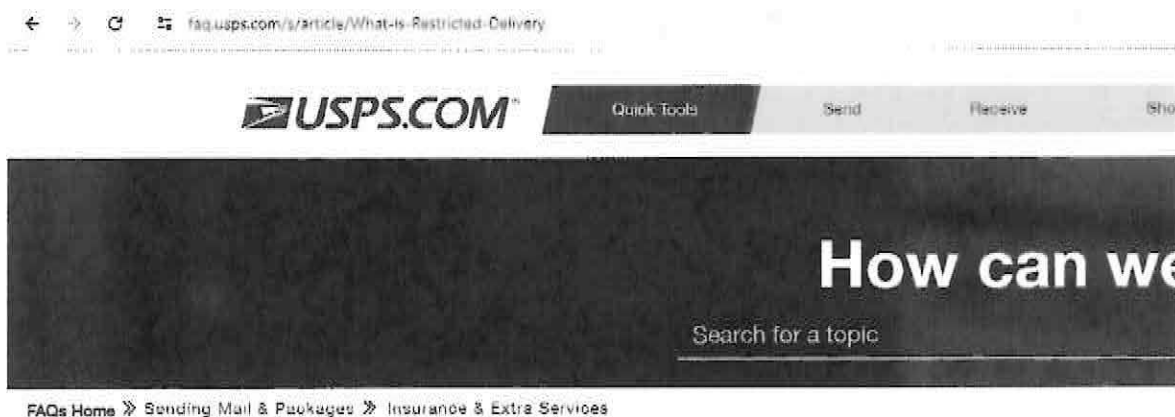 faq.usps.com/s/article/What-is-Restricted-Delivery
USPS.COM
Quick Tools Send Receive Sho
How can we
Search for a topic
FAQs Home » Sending Mail & Packages » Insurance & Extra Services